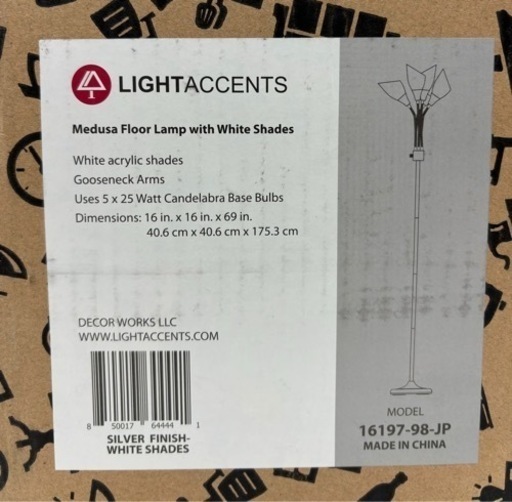 LIGHTACCENTS
Medusa Floor Lamp with White Shades
White acrylic shades
Gooseneck Arms
Uses 5 x 25 Watt Candelabra Base Bulbs
Dimensions: 16 in. x 16 in. x 69 in.
40.6 cm x 40.6 cm x 175.3 cm
DECOR WORKS LLC
WWW.LIGHTACCENTS.COM
8 50017 64444 1
SILVER FINISH-
WHITE SHADES
MODEL
16197-98-JP
MADE IN CHINA